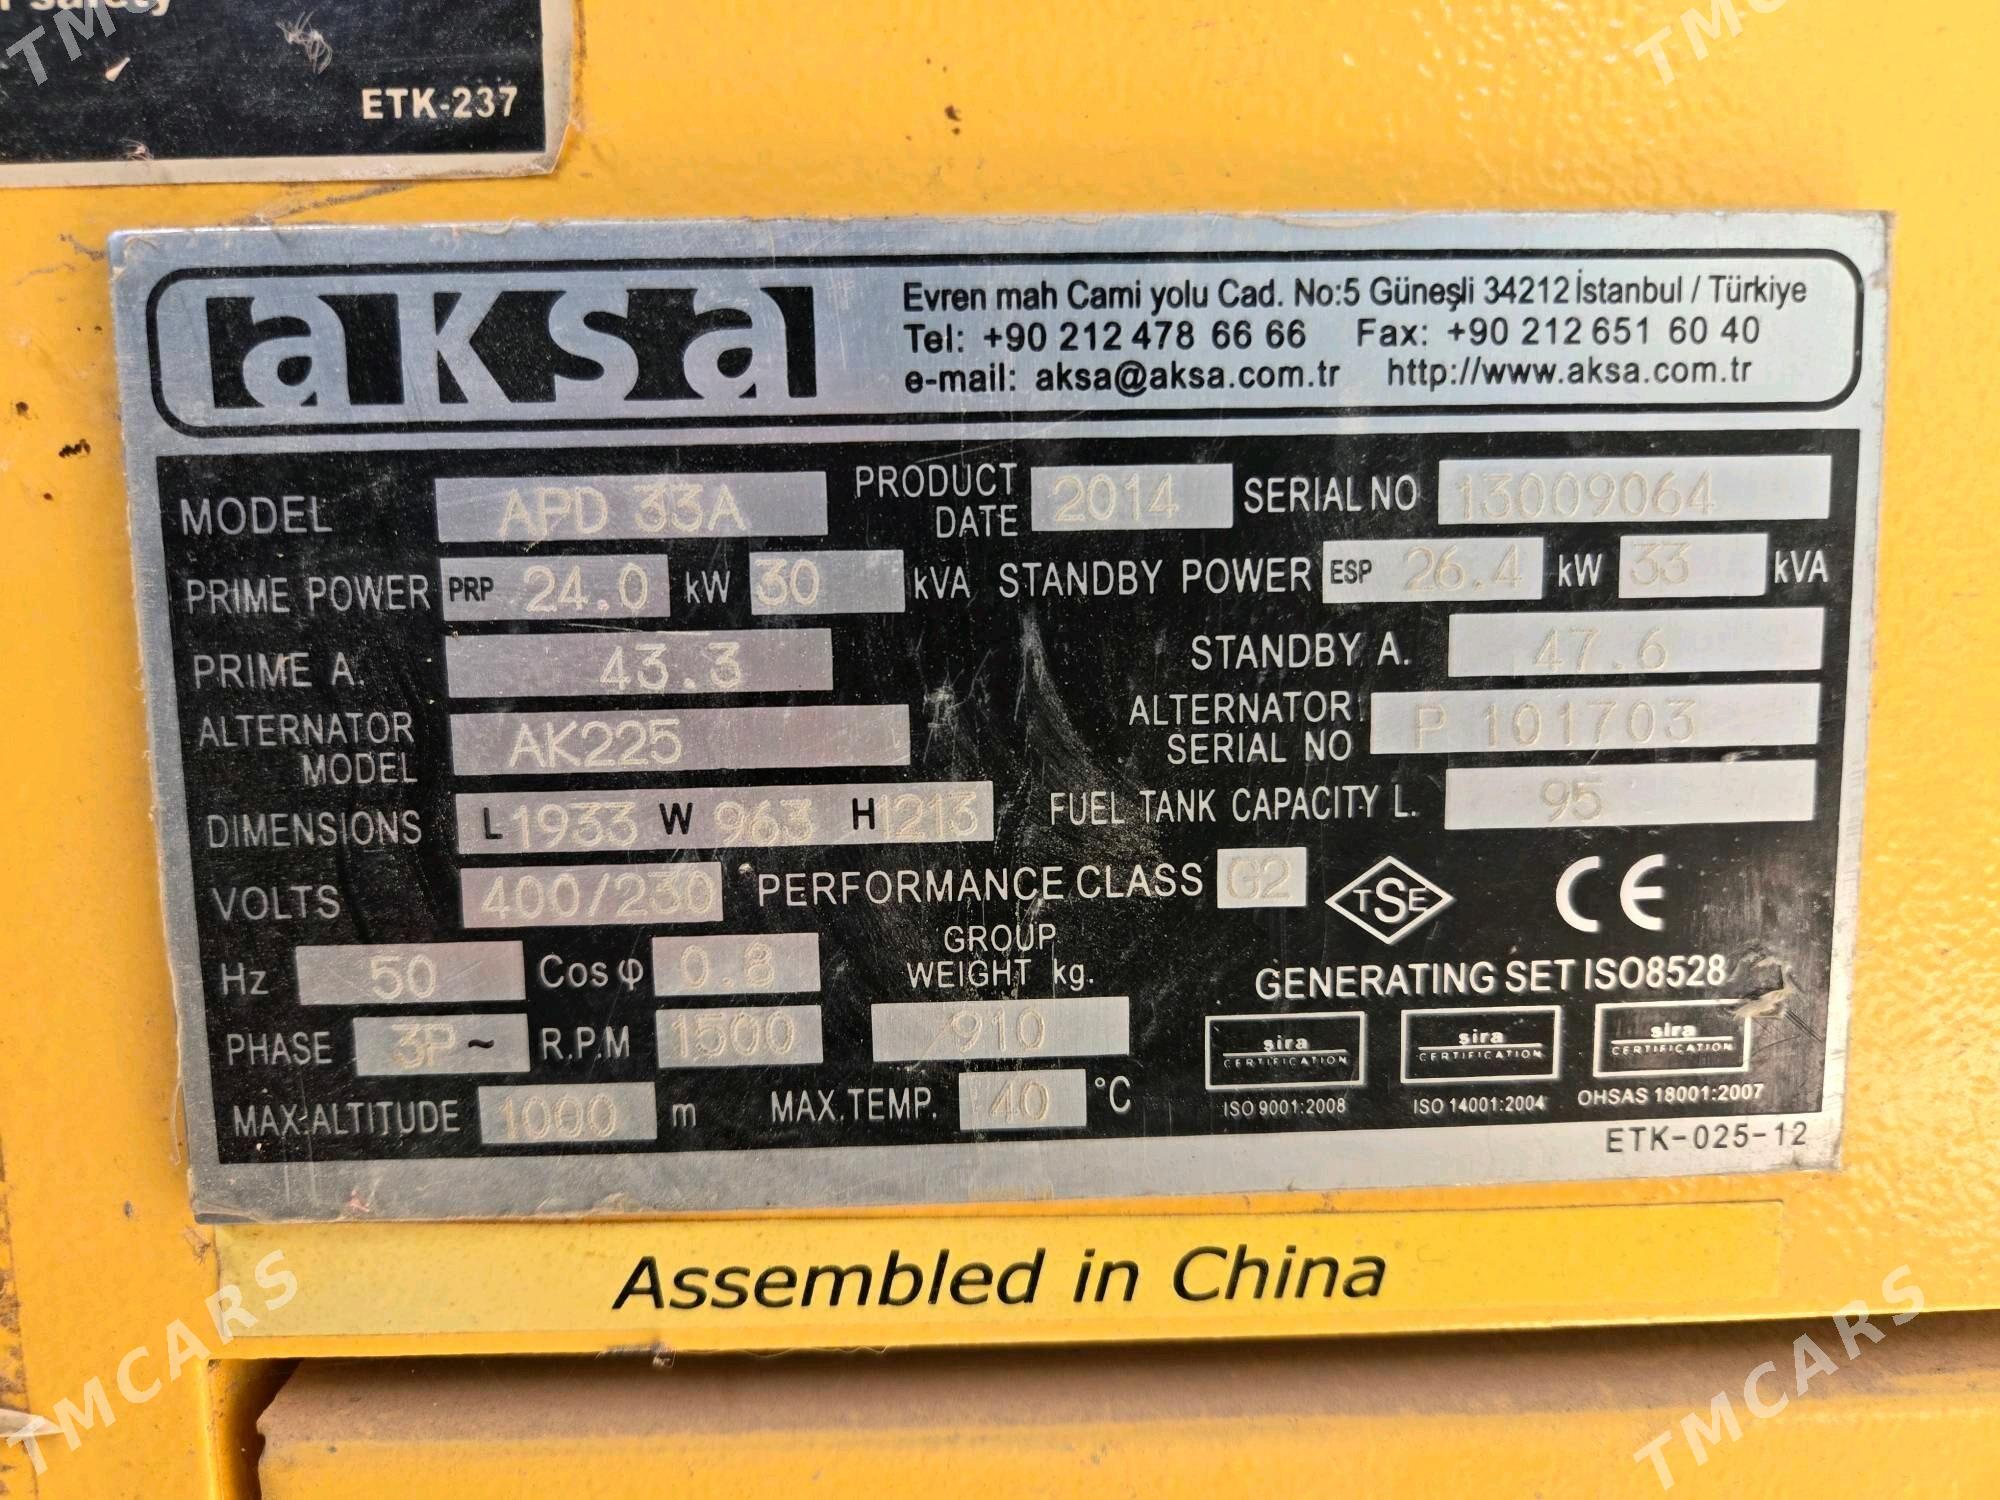 safety
ETK-237
aksa
Evren mah Cami yolu Cad. No:5 Güneşli 34212 İstanbul / Türkiye
Tel: +90 212 478 66 66 Fax: +90 212 651 60 40
e-mail: aksa@aksa.com.tr http://www.aksa.com.tr
MODEL APD 33A PRODUCT DATE 2014 SERIAL NO 13009064
PRIME POWER PRP 24.0 kW 30 kVA STANDBY POWER ESP 26.4 kW 33 kVA
PRIME A. 43.3 STANDBY A. 47.6
ALTERNATOR MODEL AK225 ALTERNATOR SERIAL NO P 101703
DIMENSIONS L 1933 W 963 H 1213 FUEL TANK CAPACITY L. 95
VOLTS 400/230 PERFORMANCE CLASS G2 TSE CE
Hz 50 Cos φ 0.8 GROUP WEIGHT kg. GENERATING SET ISO8528
PHASE 3P~ R.P.M 1500 910
sira CERTIFICATION sira CERTIFICATION sira CERTIFICATION
MAX.ALTITUDE 1000 m MAX.TEMP. 40 °C ISO 9001:2008 ISO 14001:2004 OHSAS 18001:2007
ETK-025-12
Assembled in China
TMCARS
TMCARS